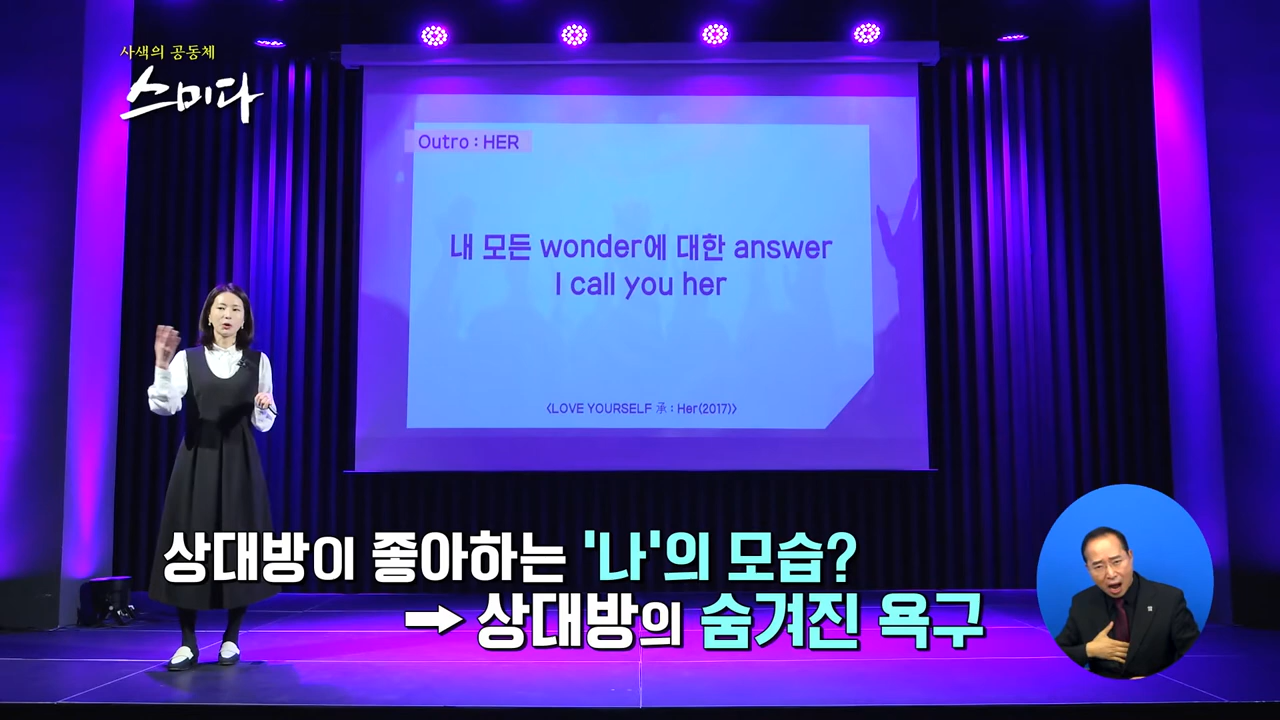 사색의 공동체
스미다
Outro : HER
내 모든 wonder에 대한 answer
I call you her
<LOVE YOURSELF 承 : Her(2017)>
상대방이 좋아하는 '나'의 모습?
➡ 상대방의 숨겨진 욕구